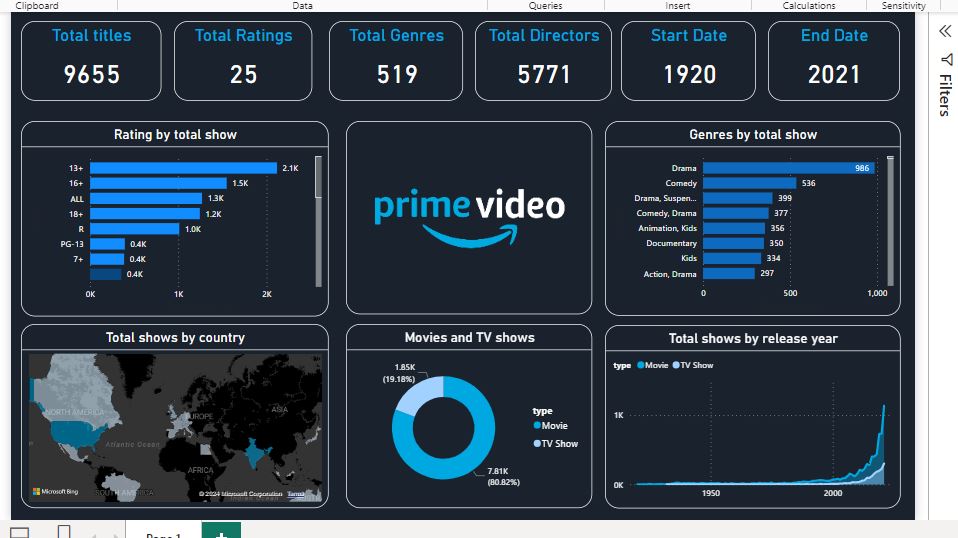 Clipboard Data Queries Insert Calculations Sensitivity
Total titles
9655
Total Ratings
25
Total Genres
519
Total Directors
5771
Start Date
1920
End Date
2021
Filters
Rating by total show
13+ 2.1K
16+ 1.5K
ALL 1.3K
18+ 1.2K
R 1.0K
PG-13 0.4K
7+ 0.4K
0.4K
0K 1K 2K
prime video
Genres by total show
Drama 986
Comedy 536
Drama, Suspen... 399
Comedy, Drama 377
Animation, Kids 356
Documentary 350
Kids 334
Action, Drama 297
0 500 1,000
Total shows by country
NORTH AMERICA
EUROPE
ASIA
Atlantic Ocean
AFRICA
SOUTH AMERICA
Indian Ocean
Microsoft Bing
© 2024 Microsoft Corporation Terms
Movies and TV shows
1.85K
(19.18%)
type
Movie
TV Show
7.81K
(80.82%)
Total shows by release year
type Movie TV Show
1K
0K
1950 2000
Page 1